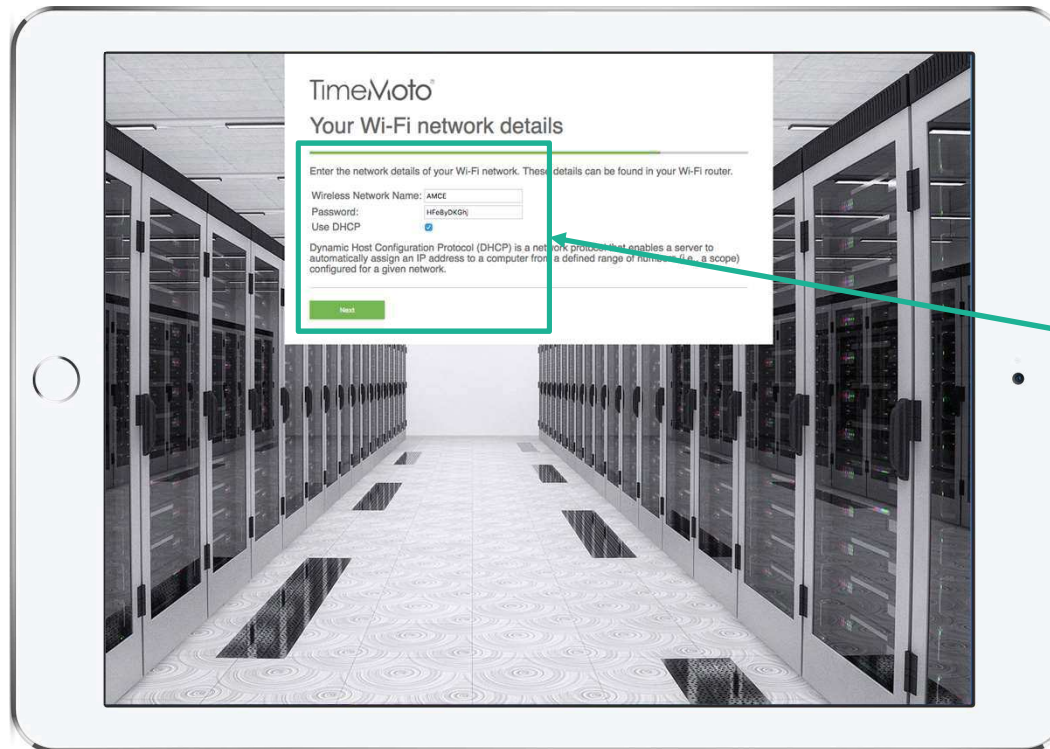 TimeMoto®
Your Wi-Fi network details
Enter the network details of your Wi-Fi network. These details can be found in your Wi-Fi router.
Wireless Network Name: AMCE
Password: HFe8yDKGhj
Use DHCP
Dynamic Host Configuration Protocol (DHCP) is a network protocol that enables a server to
automatically assign an IP address to a computer from a defined range of numbers (i.e., a scope)
configured for a given network.
Next